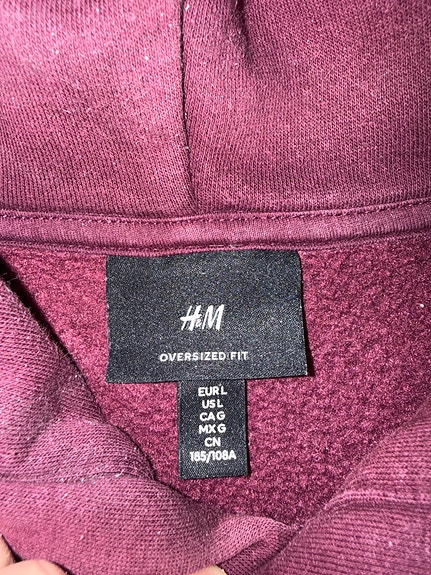 H&M
OVERSIZED FIT
EUR L
US L
CA G
MX G
CN
185/108A